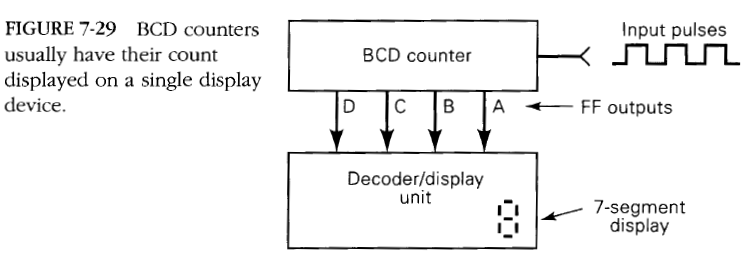 FIGURE 7-29 BCD counters
usually have their count
displayed on a single display
device.
Input pulses
BCD counter
D C B A
FF outputs
Decoder/display
unit
7-segment
display